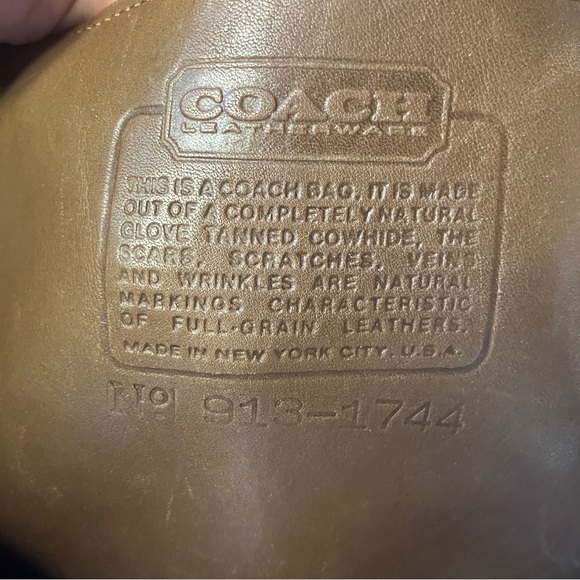 COACH
LEATHERWARE
THIS IS A COACH BAG. IT IS MADE
OUT OF A COMPLETELY NATURAL
GLOVE TANNED COWHIDE, THE
SCARS, SCRATCHES, VEINS
AND WRINKLES ARE NATURAL
MARKINGS CHARACTERISTIC
OF FULL-GRAIN LEATHERS.
MADE IN NEW YORK CITY, U.S.A.
No 913-1744